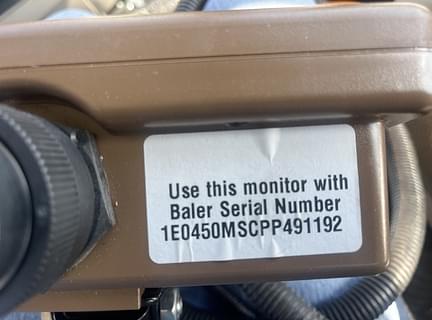 Use this monitor with
Baler Serial Number
1E0450MSCPP491192